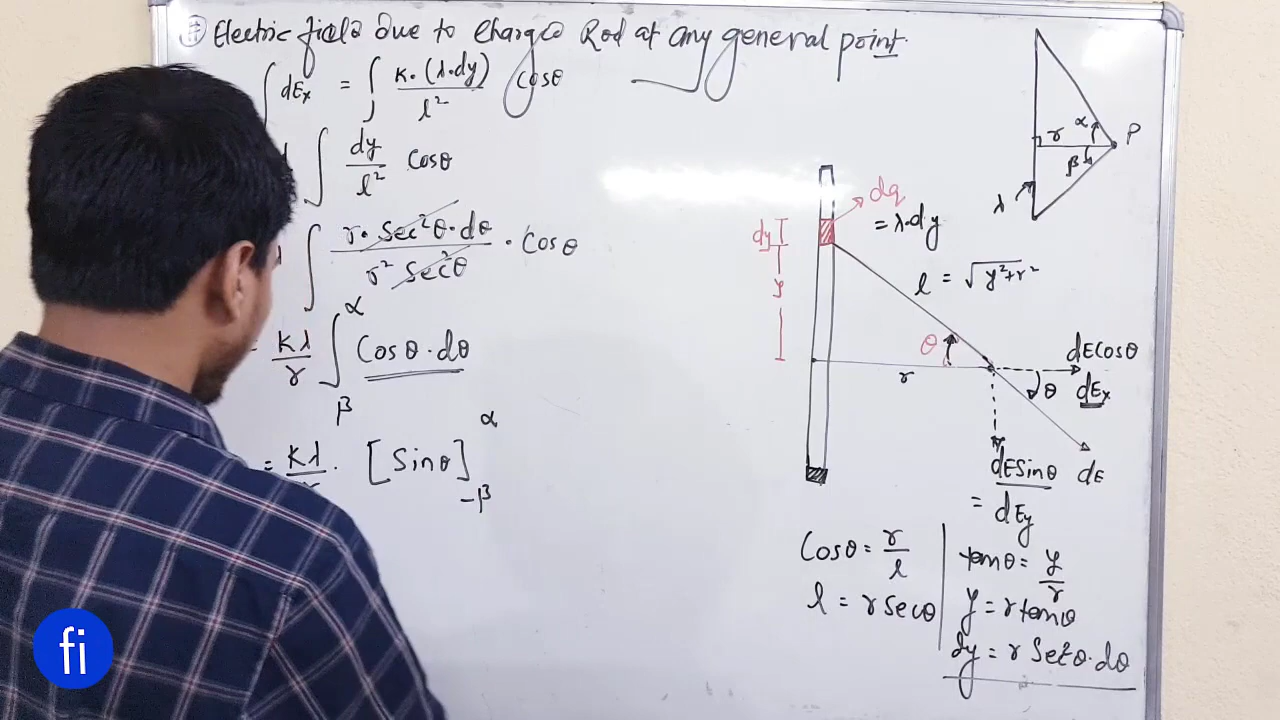 Electric field Due to Charged Rod at any general point.
∫ dEx = ∫ K.(λ.dy) / l² Cosθ
∫ dy / l² Cosθ
∫ r. Sec²θ.dθ / r² Sec²θ . Cosθ
= Kλ / r ∫ Cosθ.dθ
α
β
= Kλ . [Sinθ]
α
-β
α
r
P
β
λ
dq
= λ.dy
dy
y
l = √y²+r²
θ
r
dECosθ
θ
dEx
dESinθ
dE
= dEy
Cosθ = r / l
l = r Secθ
tanθ = y / r
y = r tanθ
dy = r Sec²θ.dθ
fi